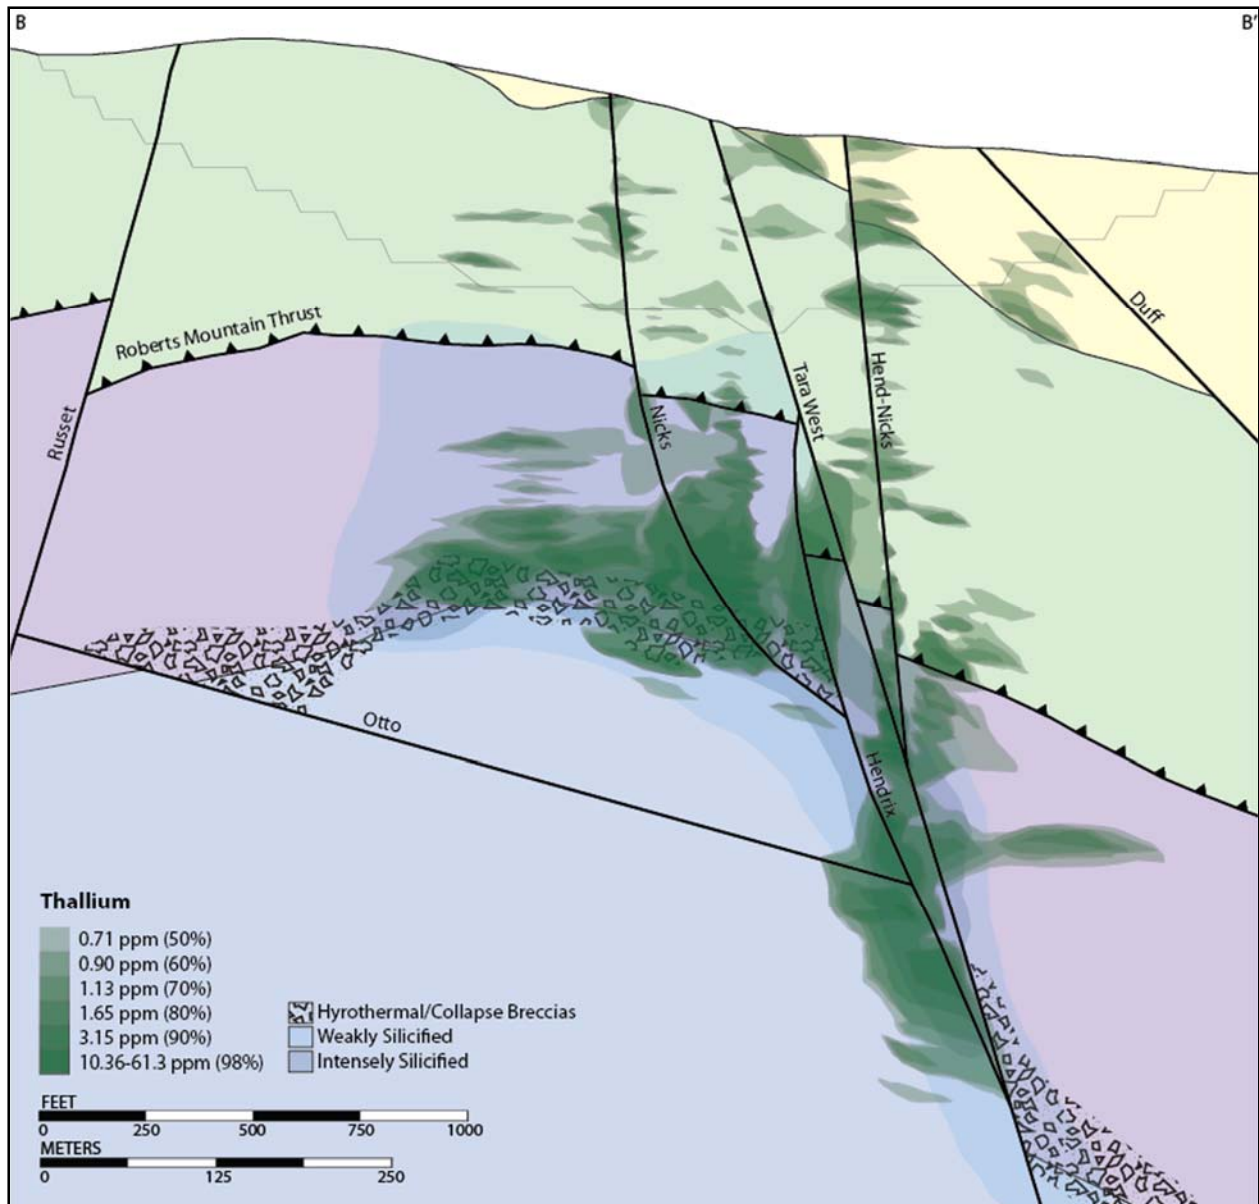 B
B'
Roberts Mountain Thrust
Russet
Nicks
Tara West
Hend-Nicks
Duff
Otto
Hendrix
Thallium
0.71 ppm (50%)
0.90 ppm (60%)
1.13 ppm (70%)
1.65 ppm (80%)
3.15 ppm (90%)
10.36-61.3 ppm (98%)
Hyrothermal/Collapse Breccias
Weakly Silicified
Intensely Silicified
FEET
0 250 500 750 1000
METERS
0 125 250